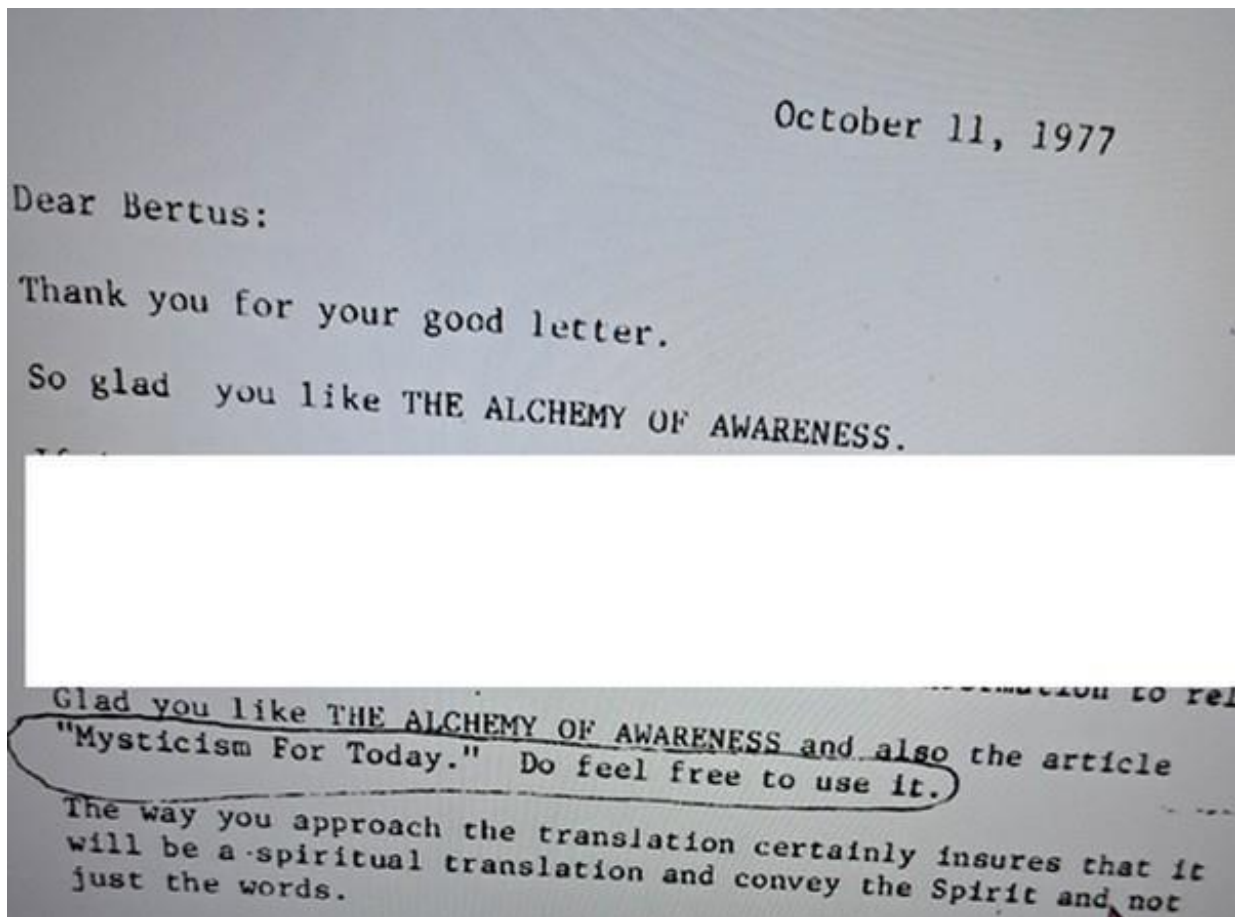 October 11, 1977
Dear Bertus:
Thank you for your good letter.
So glad you like THE ALCHEMY OF AWARENESS.
to
Glad you like THE ALCHEMY OF AWARENESS and also the article
"Mysticism For Today." Do feel free to use it.
The way you approach the translation certainly insures that it
will be a spiritual translation and convey the Spirit and not
just the words.